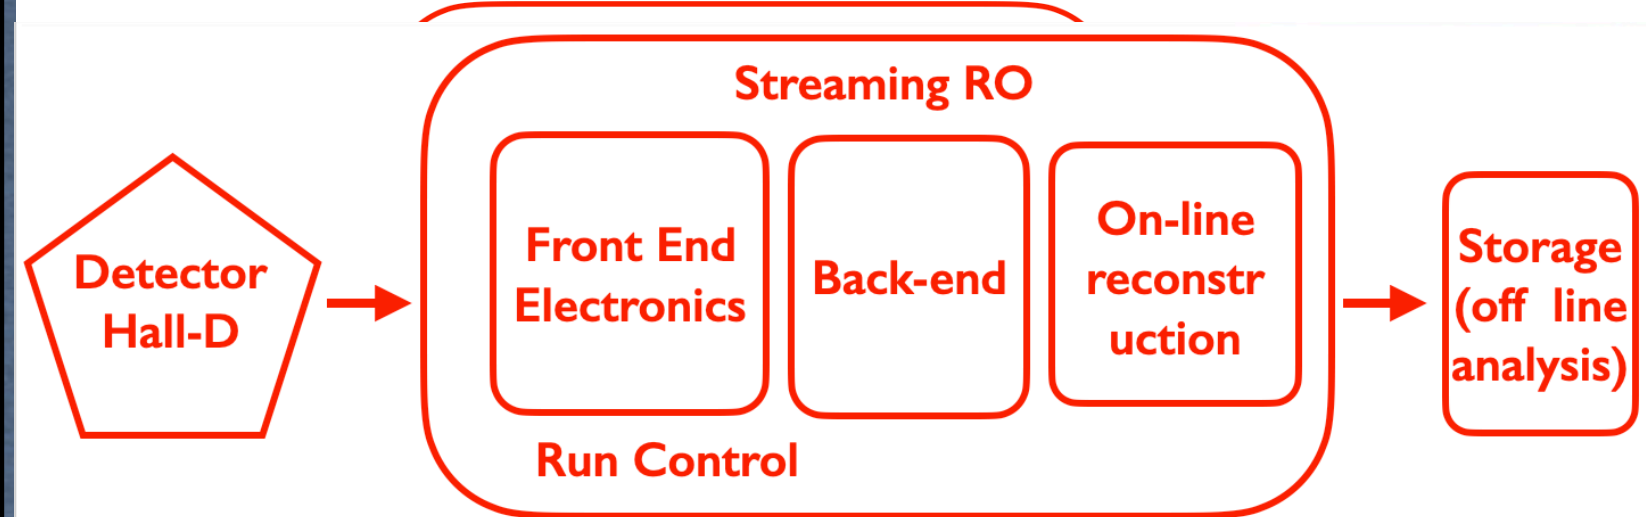 Streaming RO
Detector
Hall-D
Front End
Electronics
Back-end
On-line
reconstr
uction
Storage
(off line
analysis)
Run Control